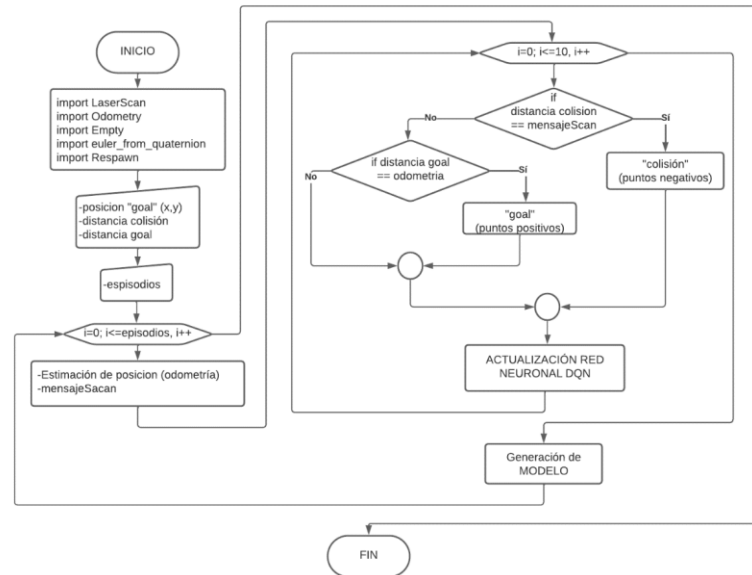 INICIO
import LaserScan
import Odometry
import Empty
import euler_from_quaternion
import Respawn
-posicion "goal" (x,y)
-distancia colisión
-distancia goal
-espisodios
i=0; i<=episodios, i++
-Estimación de posicion (odometría)
-mensajeSacan
i=0; i<=10, i++
if
distancia colision
== mensajeScan
No
Sí
if distancia goal
== odometria
No
Sí
"colisión"
(puntos negativos)
"goal"
(puntos positivos)
ACTUALIZACIÓN RED
NEURONAL DQN
Generación de
MODELO
FIN